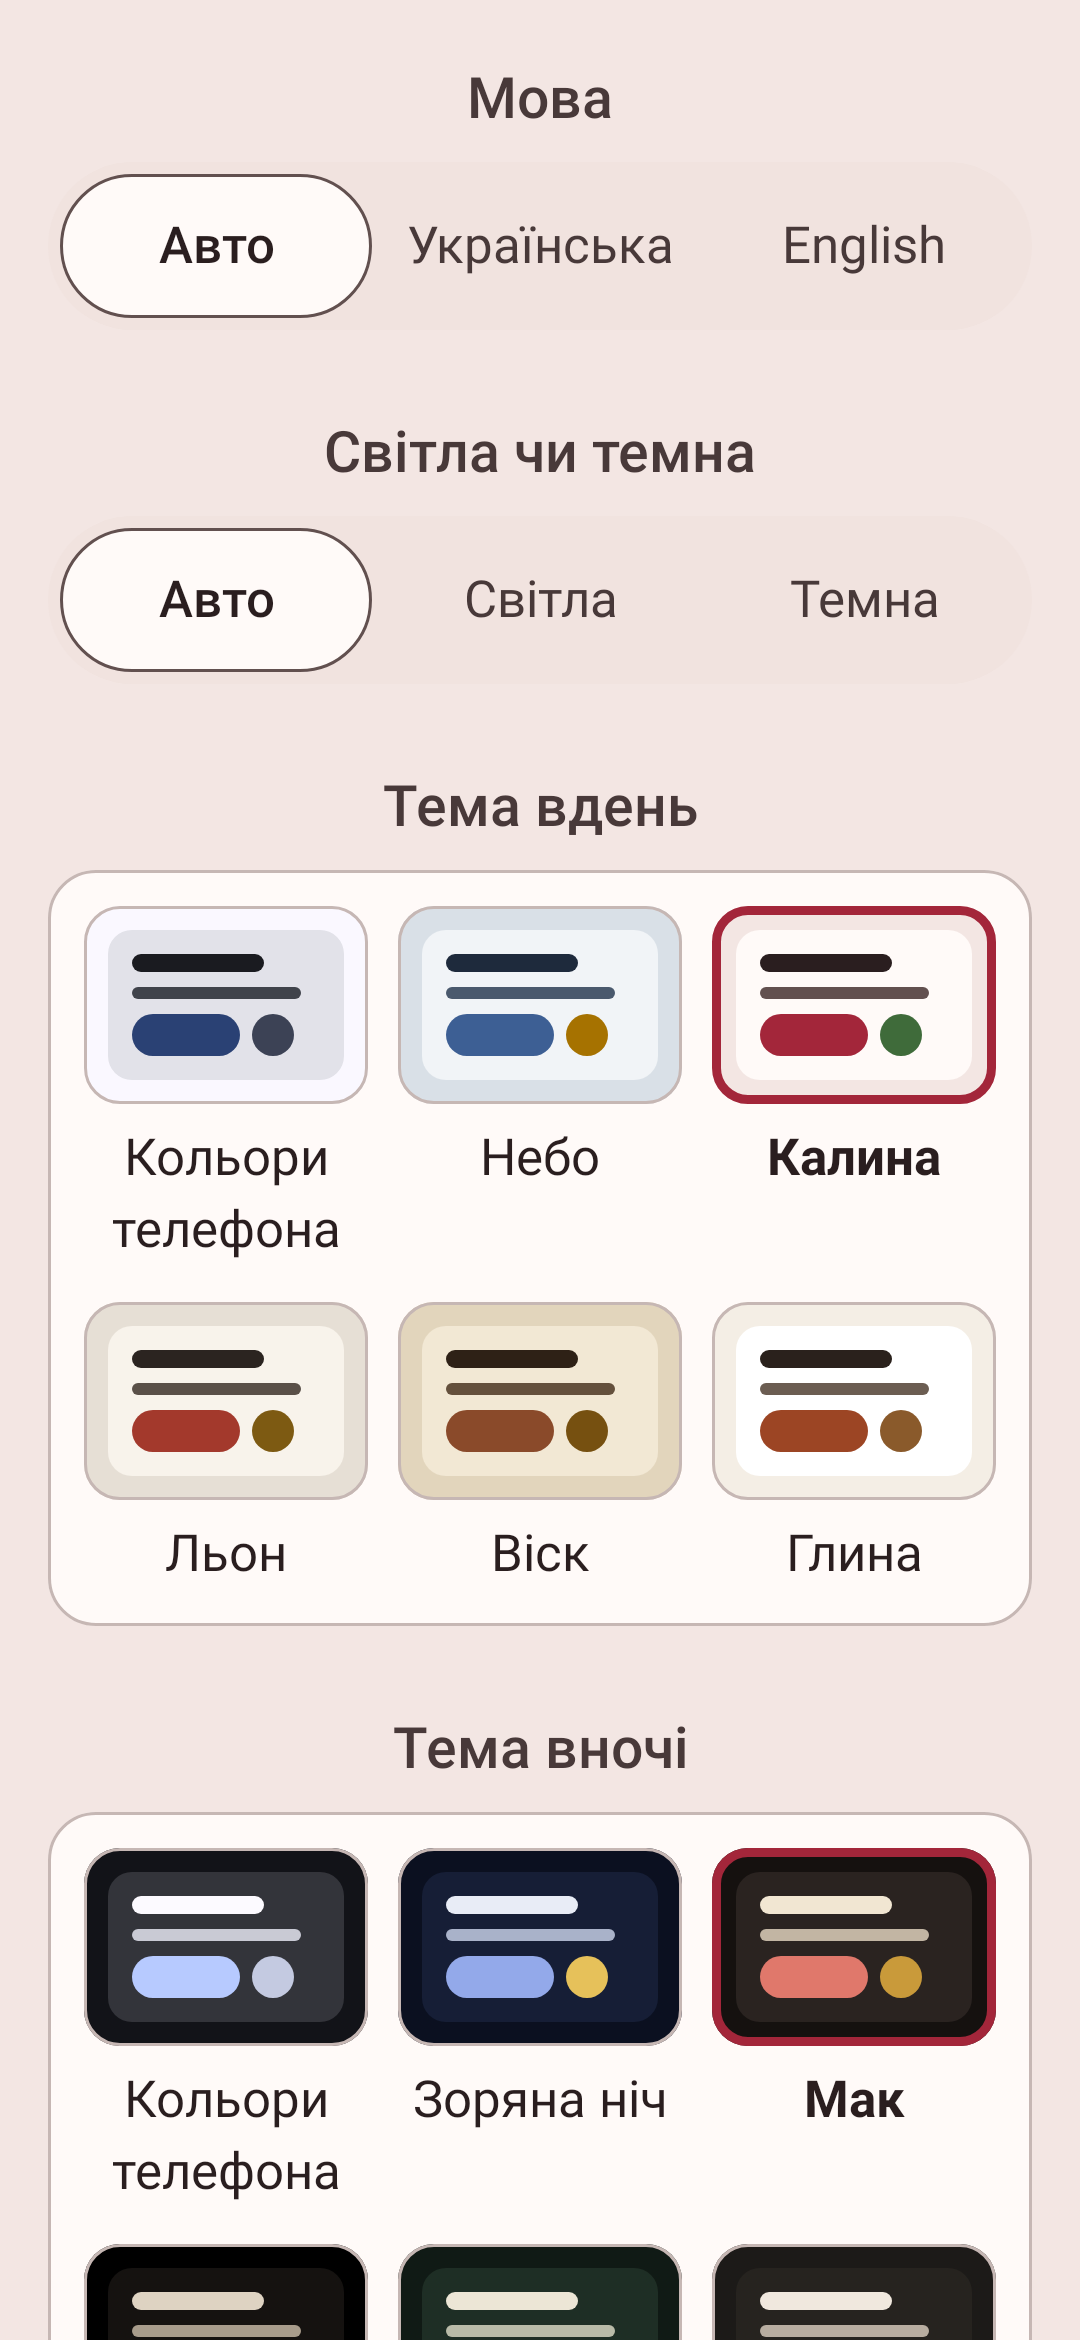 Мова
Авто Українська English
Світла чи темна
Авто Світла Темна
Тема вдень
Кольори телефона
Небо
Калина
Льон
Віск
Глина
Тема вночі
Кольори телефона
Зоряна ніч
Мак